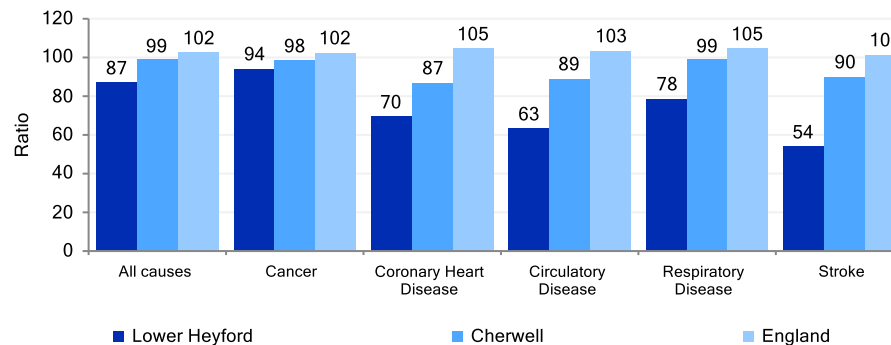 120
100
80
60
40
20
0
Ratio
87
99
102
94
98
102
70
87
105
63
89
103
78
99
105
54
90
All causes
Cancer
Coronary Heart
Disease
Circulatory
Disease
Respiratory
Disease
Stroke
Lower Heyford
Cherwell
England